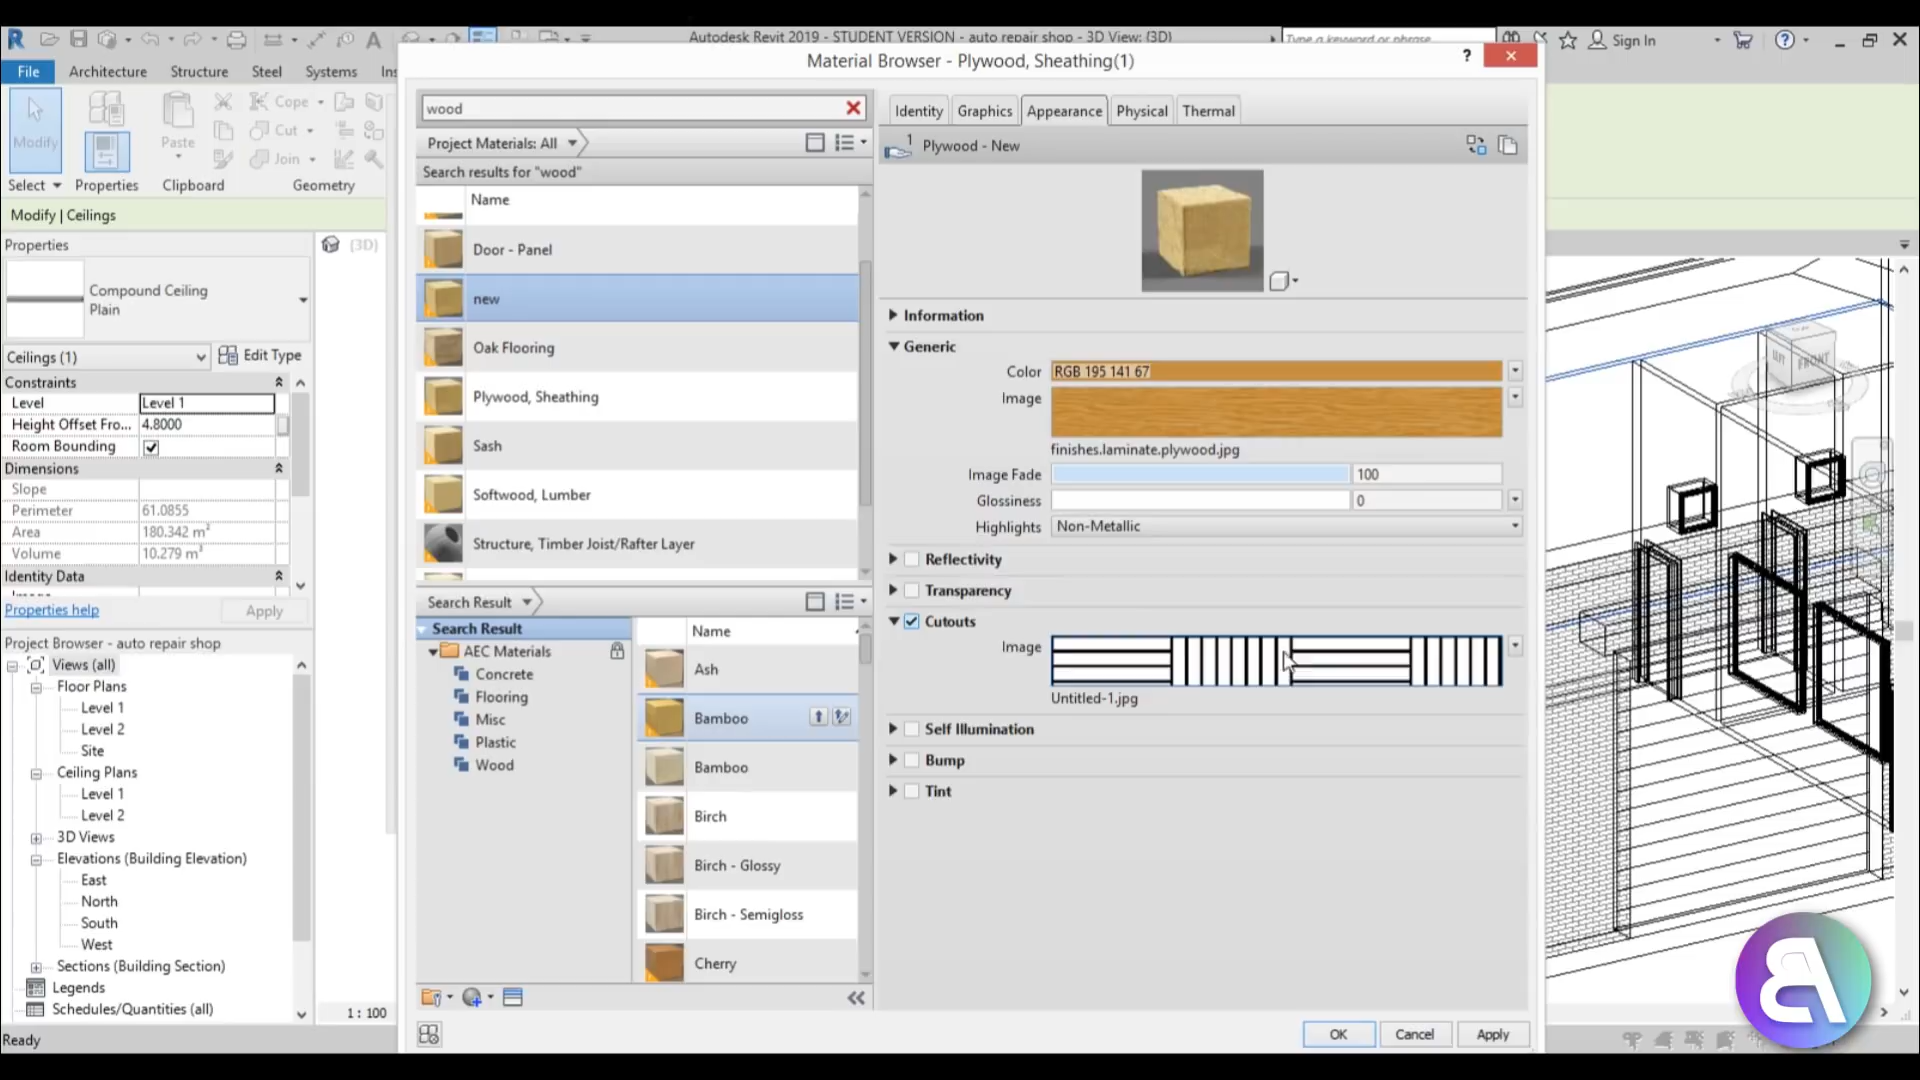 Autodesk Revit 2019 - STUDENT VERSION - auto repair shop - 3D View: {3D}
Type a keyword or phrase
Sign In
File
Architecture
Structure
Steel
Systems
Material Browser - Plywood, Sheathing(1)
Modify
Paste
Cope
Cut
Join
Select
Properties
Clipboard
Geometry
Modify | Ceilings
Properties
Compound Ceiling
Plain
Ceilings (1)
Edit Type
Constraints
Level
Level 1
Height Offset Fro...
4.8000
Room Bounding
Dimensions
Slope
Perimeter
61.0855
Area
180.342 m²
Volume
10.279 m³
Identity Data
Properties help
Apply
Project Browser - auto repair shop
Views (all)
Floor Plans
Level 1
Level 2
Site
Ceiling Plans
Level 1
Level 2
3D Views
Elevations (Building Elevation)
East
North
South
West
Sections (Building Section)
Legends
Schedules/Quantities (all)
Ready
{3D}
1 : 100
wood
Project Materials: All
Search results for "wood"
Name
Door - Panel
new
Oak Flooring
Plywood, Sheathing
Sash
Softwood, Lumber
Structure, Timber Joist/Rafter Layer
Search Result
Search Result
AEC Materials
Concrete
Flooring
Misc
Plastic
Wood
Name
Ash
Bamboo
Bamboo
Birch
Birch - Glossy
Birch - Semigloss
Cherry
Identity
Graphics
Appearance
Physical
Thermal
1
Plywood - New
Information
Generic
Color
RGB 195 141 67
Image
finishes.laminate.plywood.jpg
Image Fade
100
Glossiness
0
Highlights
Non-Metallic
Reflectivity
Transparency
Cutouts
Image
Untitled-1.jpg
Self Illumination
Bump
Tint
OK
Cancel
Apply
FRONT